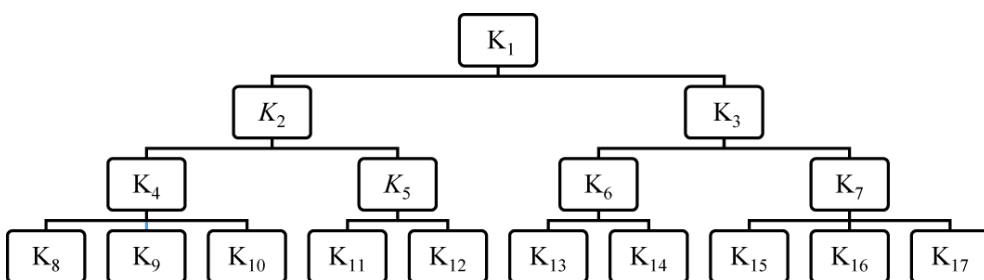 K₁
K₂ K₃
K₄ K₅ K₆ K₇
K₈ K₉ K₁₀ K₁₁ K₁₂ K₁₃ K₁₄ K₁₅ K₁₆ K₁₇